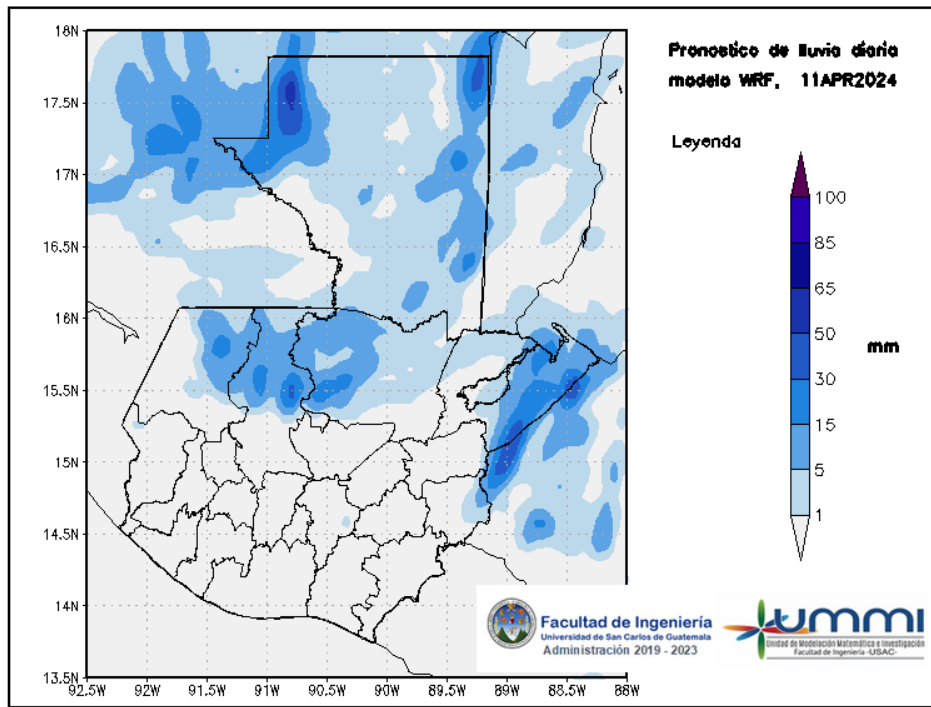 Pronostico de lluvia diaria
modelo WRF, 11APR2024
Leyenda
100
85
65
50
30
15
5
1
mm
18N
17.5N
17N
16.5N
16N
15.5N
15N
14.5N
14N
13.5N
92.5W
92W
91.5W
91W
90.5W
90W
89.5W
89W
88.5W
88W
Facultad de Ingeniería
Universidad de San Carlos de Guatemala
Administración 2019 - 2023
UMMI
Unidad de Modelación Matemática e Investigación
Facultad de Ingeniería -USAC-